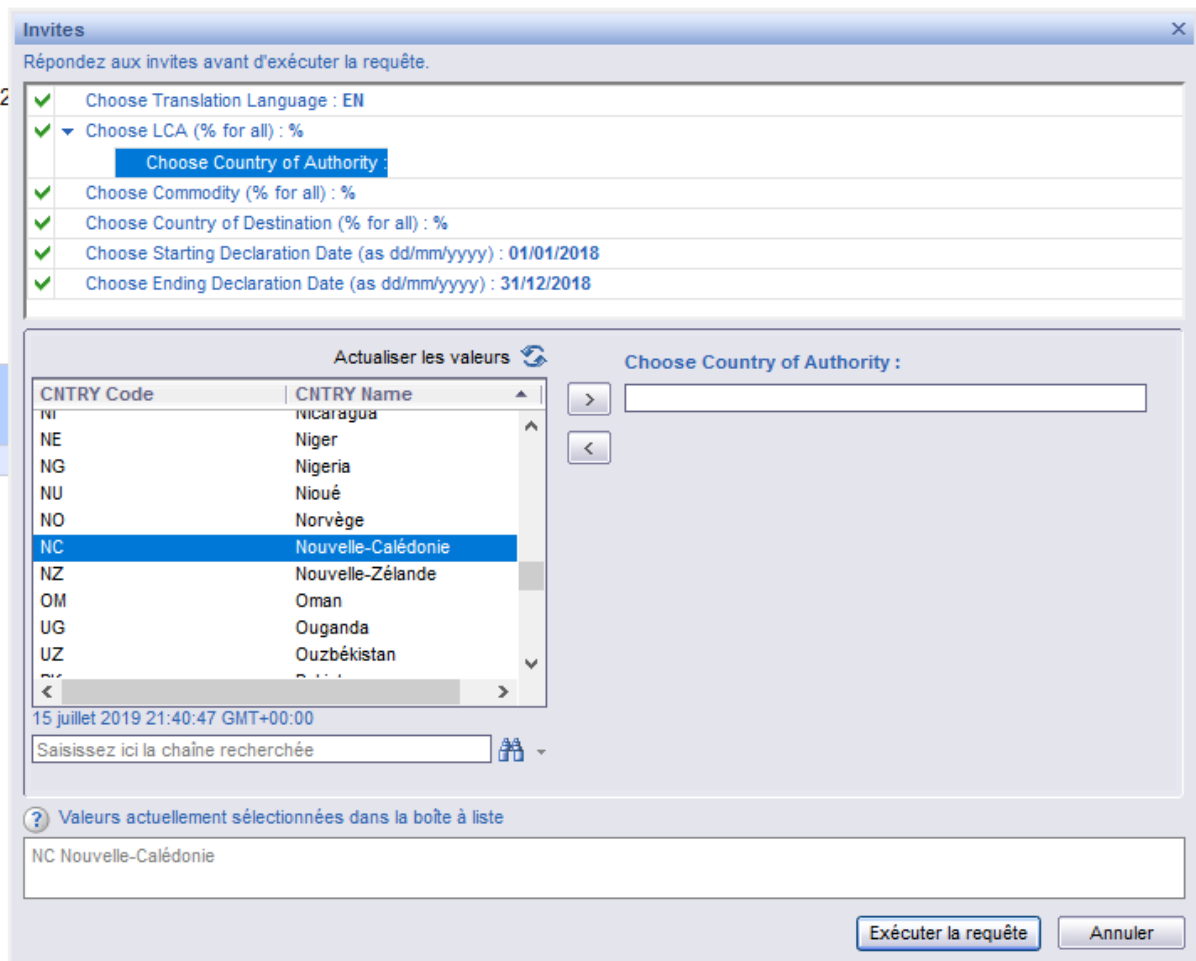 Invites
Répondez aux invites avant d'exécuter la requête.
2
Choose Translation Language : EN
Choose LCA (% for all) : %
Choose Country of Authority :
Choose Commodity (% for all) : %
Choose Country of Destination (% for all) : %
Choose Starting Declaration Date (as dd/mm/yyyy) : 01/01/2018
Choose Ending Declaration Date (as dd/mm/yyyy) : 31/12/2018
Actualiser les valeurs
Choose Country of Authority :
CNTRY Code CNTRY Name
NI Nicaragua
NE Niger
NG Nigeria
NU Nioué
NO Norvège
NC Nouvelle-Calédonie
NZ Nouvelle-Zélande
OM Oman
UG Ouganda
UZ Ouzbékistan
15 juillet 2019 21:40:47 GMT+00:00
Saisissez ici la chaîne recherchée
Valeurs actuellement sélectionnées dans la boîte à liste
NC Nouvelle-Calédonie
Exécuter la requête
Annuler